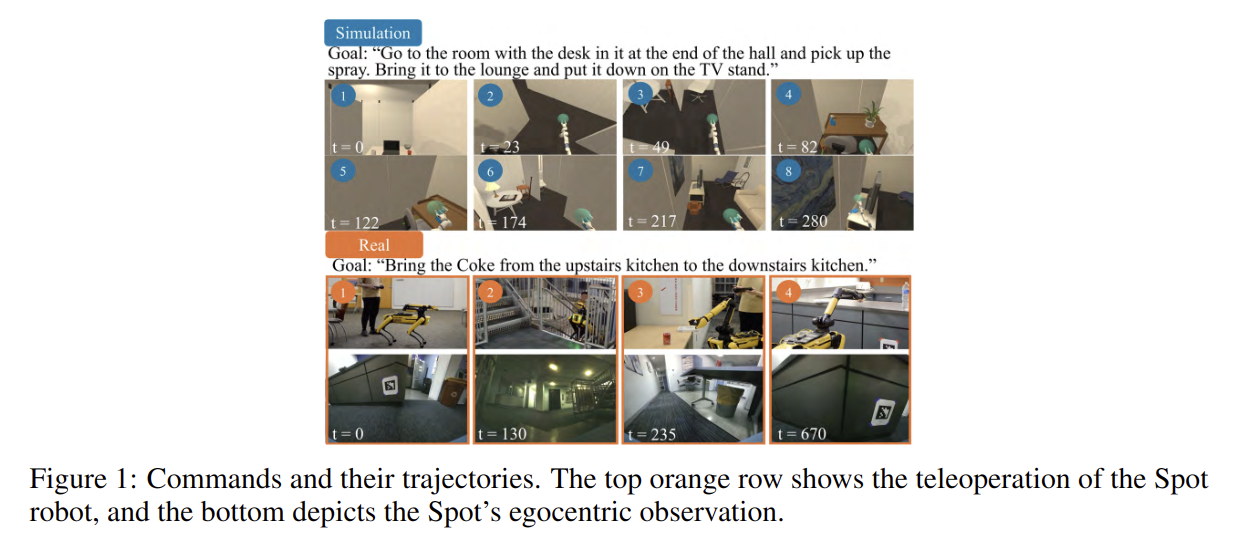 Simulation
Goal: “Go to the room with the desk in it at the end of the hall and pick up the
spray. Bring it to the lounge and put it down on the TV stand.”
1 2 3 4
t = 0 t = 23 t = 49 t = 82
5 6 7 8
t = 122 t = 174 t = 217 t = 280
Real
Goal: “Bring the Coke from the upstairs kitchen to the downstairs kitchen.”
1 2 3 4
t = 0 t = 130 t = 235 t = 670
Figure 1: Commands and their trajectories. The top orange row shows the teleoperation of the Spot
robot, and the bottom depicts the Spot’s egocentric observation.